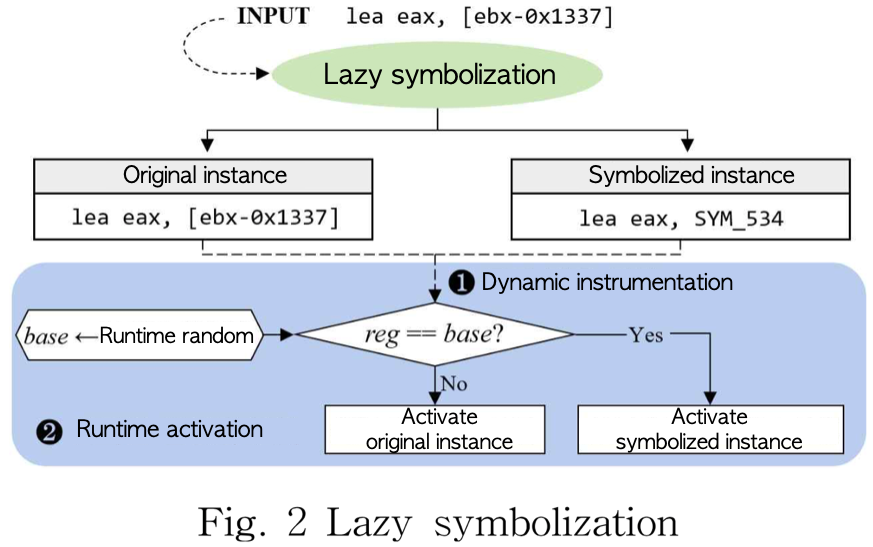 INPUT lea eax, [ebx-0x1337]
Lazy symbolization
Original instance
lea eax, [ebx-0x1337]
Symbolized instance
lea eax, SYM_534
❶ Dynamic instrumentation
base ←Runtime random
reg == base?
Yes
No
❷ Runtime activation
Activate
original instance
Activate
symbolized instance
Fig. 2 Lazy symbolization